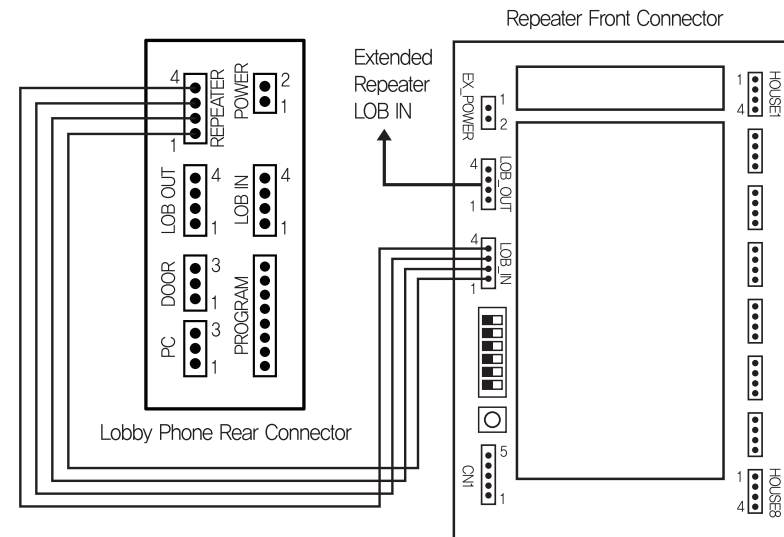 Repeater Front Connector
Extended
Repeater
LOB IN
4
REPEATER
1
POWER
2
1
LOB OUT
4
1
LOB IN
4
1
DOOR
3
1
PROGRAM
PC
3
1
Lobby Phone Rear Connector
EX_POWER
1
2
4
LOB_OUT
1
4
LOB_IN
1
5
CN1
1
1
HOUSE1
4
1
HOUSE8
4